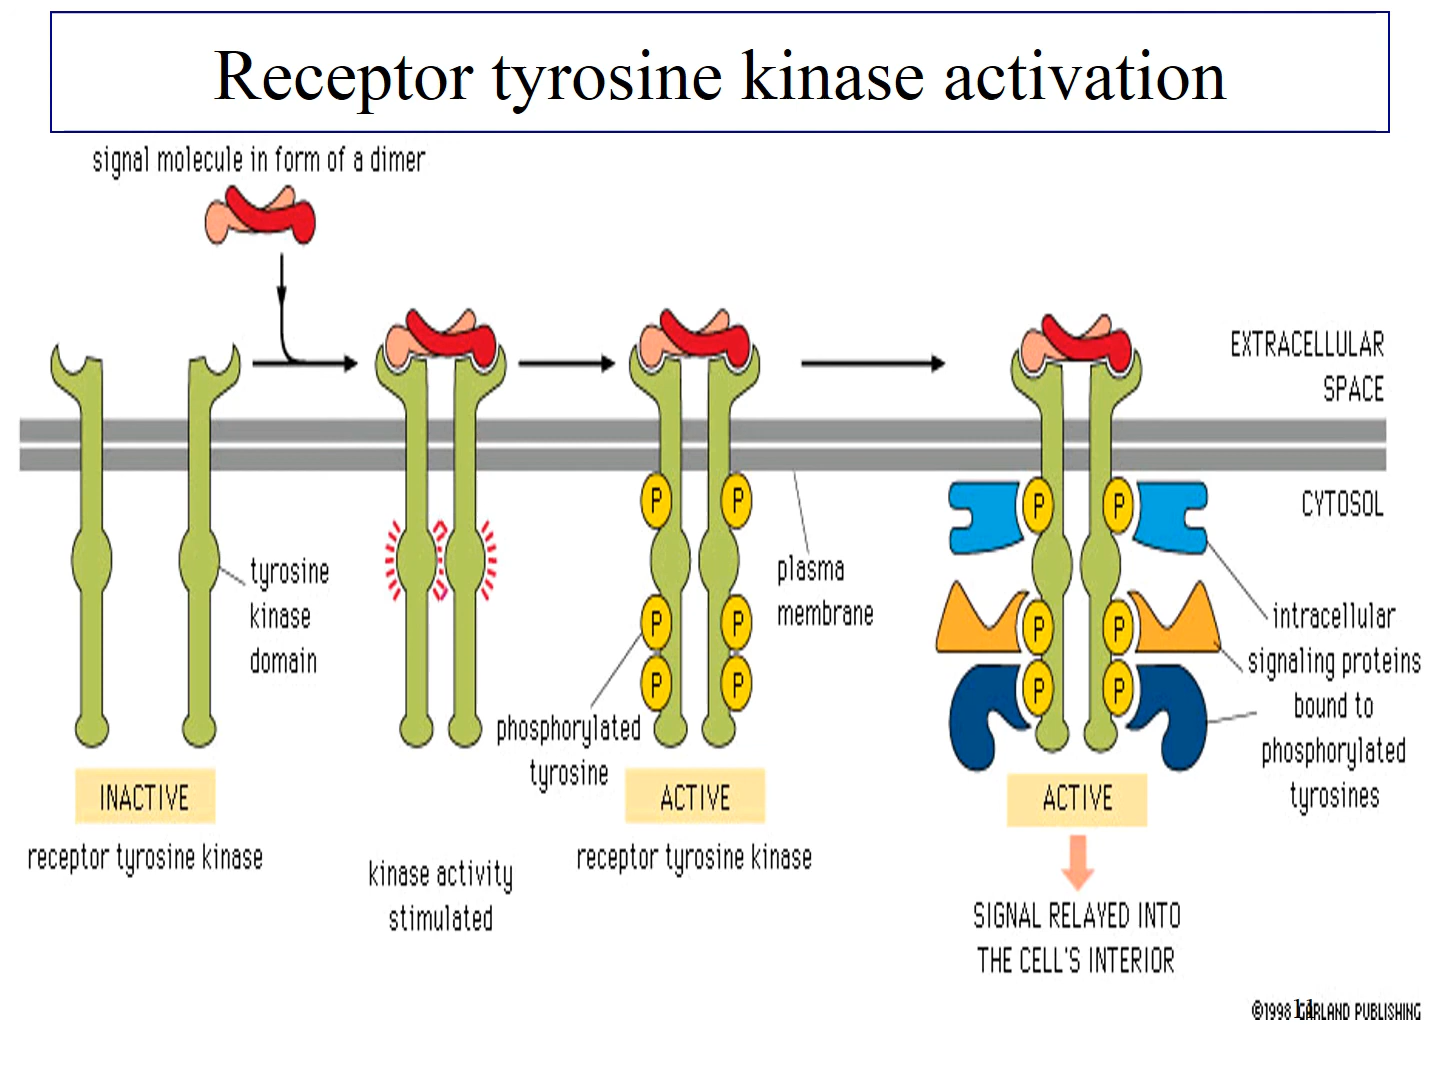 Receptor tyrosine kinase activation
signal molecule in form of a dimer
EXTRACELLULAR
SPACE
CYTOSOL
P P
P P
P P
P P
P P
P P
tyrosine
kinase
domain
plasma
membrane
intracellular
signaling proteins
bound to
phosphorylated
tyrosines
phosphorylated
tyrosine
INACTIVE
receptor tyrosine kinase
kinase activity
stimulated
ACTIVE
receptor tyrosine kinase
ACTIVE
SIGNAL RELAYED INTO
THE CELL'S INTERIOR
©1998 GARLAND PUBLISHING
11